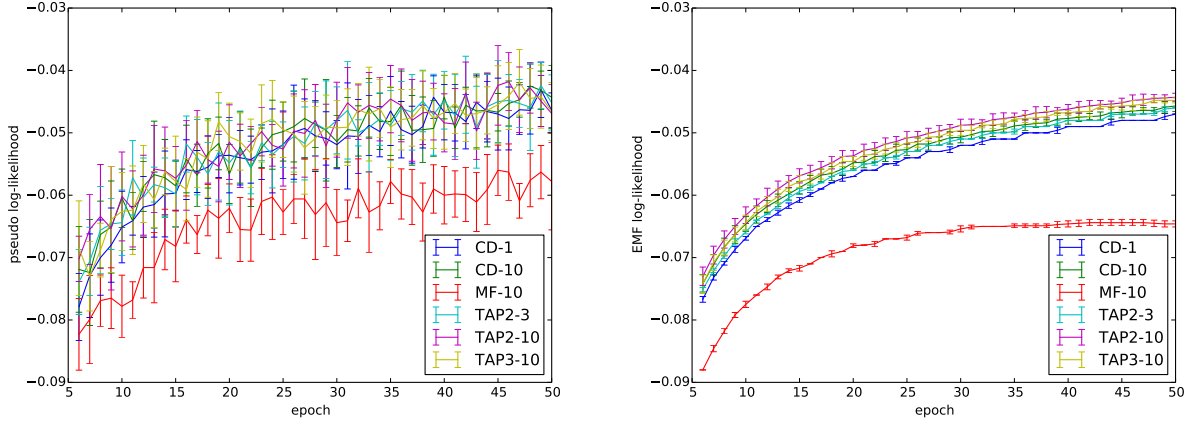 −0.03
−0.04
−0.05
−0.06
−0.07
−0.08
−0.09
pseudo log-likelihood
5
10
15
20
25
30
35
40
45
50
epoch
CD-1
CD-10
MF-10
TAP2-3
TAP2-10
TAP3-10
−0.03
−0.04
−0.05
−0.06
−0.07
−0.08
−0.09
EMF log-likelihood
5
10
15
20
25
30
35
40
45
50
epoch
CD-1
CD-10
MF-10
TAP2-3
TAP2-10
TAP3-10